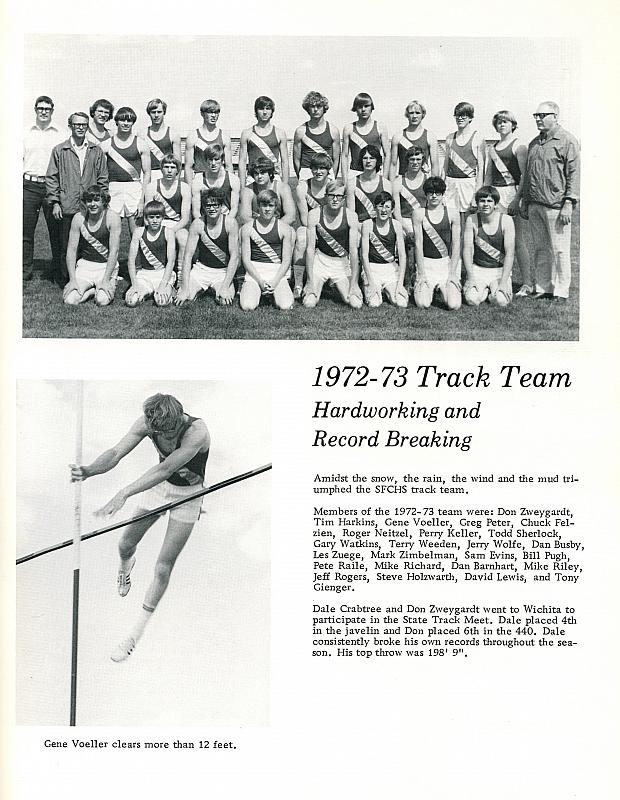 1972-73 Track Team
Hardworking and
Record Breaking
Amidst the snow, the rain, the wind and the mud tri-
umphed the SFCHS track team.
Members of the 1972-73 team were: Don Zweygardt,
Tim Harkins, Gene Voeller, Greg Peter, Chuck Fel-
zien, Roger Neitzel, Perry Keller, Todd Sherlock,
Gary Watkins, Terry Weeden, Jerry Wolfe, Dan Busby,
Les Zuege, Mark Zimbelman, Sam Evins, Bill Pugh,
Pete Raile, Mike Richard, Dan Barnhart, Mike Riley,
Jeff Rogers, Steve Holzwarth, David Lewis, and Tony
Gienger.
Dale Crabtree and Don Zweygardt went to Wichita to
participate in the State Track Meet. Dale placed 4th
in the javelin and Don placed 6th in the 440. Dale
consistently broke his own records throughout the sea-
son. His top throw was 198' 9".
Gene Voeller clears more than 12 feet.